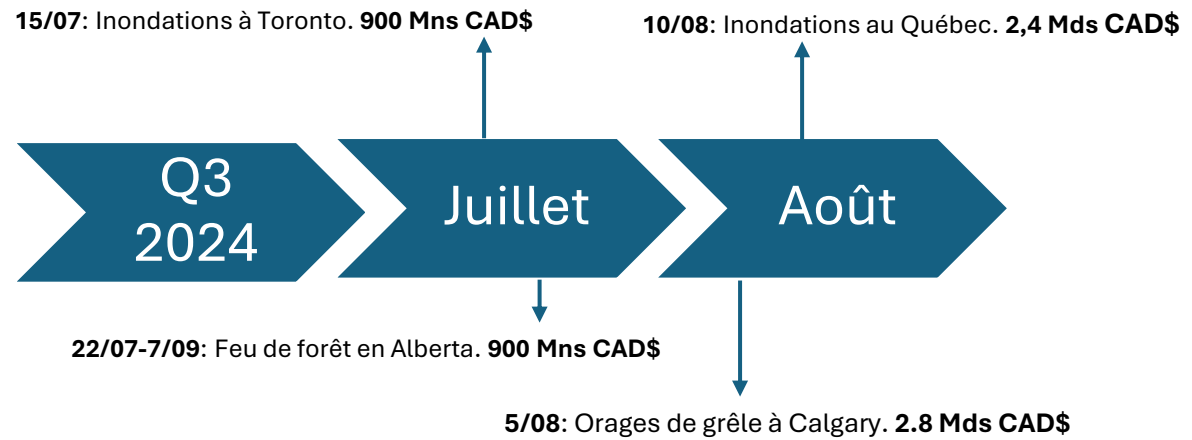 15/07: Inondations à Toronto. 900 Mns CAD$
10/08: Inondations au Québec. 2,4 Mds CAD$
Q3
2024
Juillet
Août
22/07-7/09: Feu de forêt en Alberta. 900 Mns CAD$
5/08: Orages de grêle à Calgary. 2.8 Mds CAD$